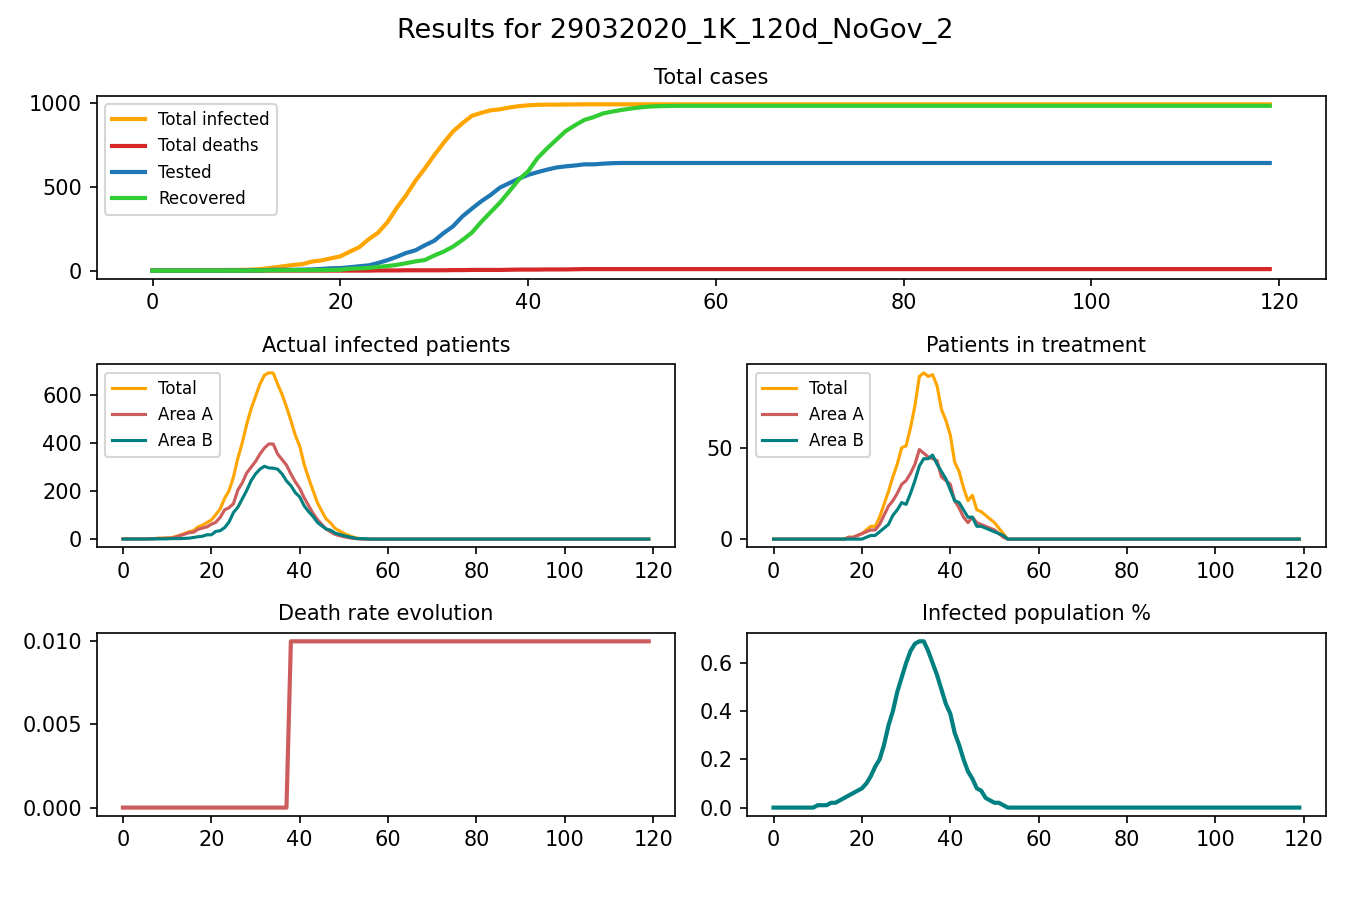 Results for 29032020_1K_120d_NoGov_2
Total cases
1000
500
0
Total infected
Total deaths
Tested
Recovered
0 20 40 60 80 100 120
Actual infected patients
600
400
200
0
Total
Area A
Area B
0 20 40 60 80 100 120
Patients in treatment
50
0
Total
Area A
Area B
0 20 40 60 80 100 120
Death rate evolution
0.010
0.005
0.000
0 20 40 60 80 100 120
Infected population %
0.6
0.4
0.2
0.0
0 20 40 60 80 100 120